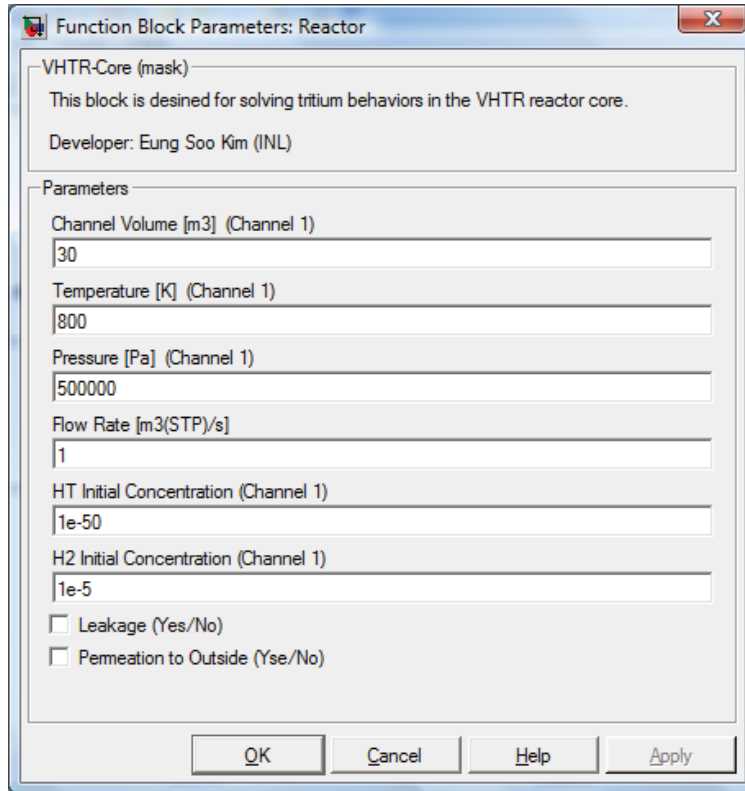 Function Block Parameters: Reactor
X
VHTR-Core (mask)
This block is desined for solving tritium behaviors in the VHTR reactor core.
Developer: Eung Soo Kim (INL)
Parameters
Channel Volume [m3] (Channel 1)
30
Temperature [K] (Channel 1)
800
Pressure [Pa] (Channel 1)
500000
Flow Rate [m3(STP)/s]
1
HT Initial Concentration (Channel 1)
1e-50
H2 Initial Concentration (Channel 1)
1e-5
Leakage (Yes/No)
Permeation to Outside (Yse/No)
OK Cancel Help Apply